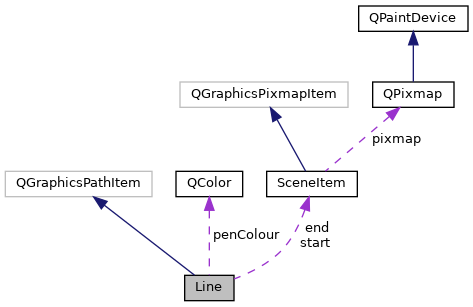 QPaintDevice
QGraphicsPixmapItem
QPixmap
pixmap
QGraphicsPathItem
QColor
SceneItem
penColour
end
start
Line